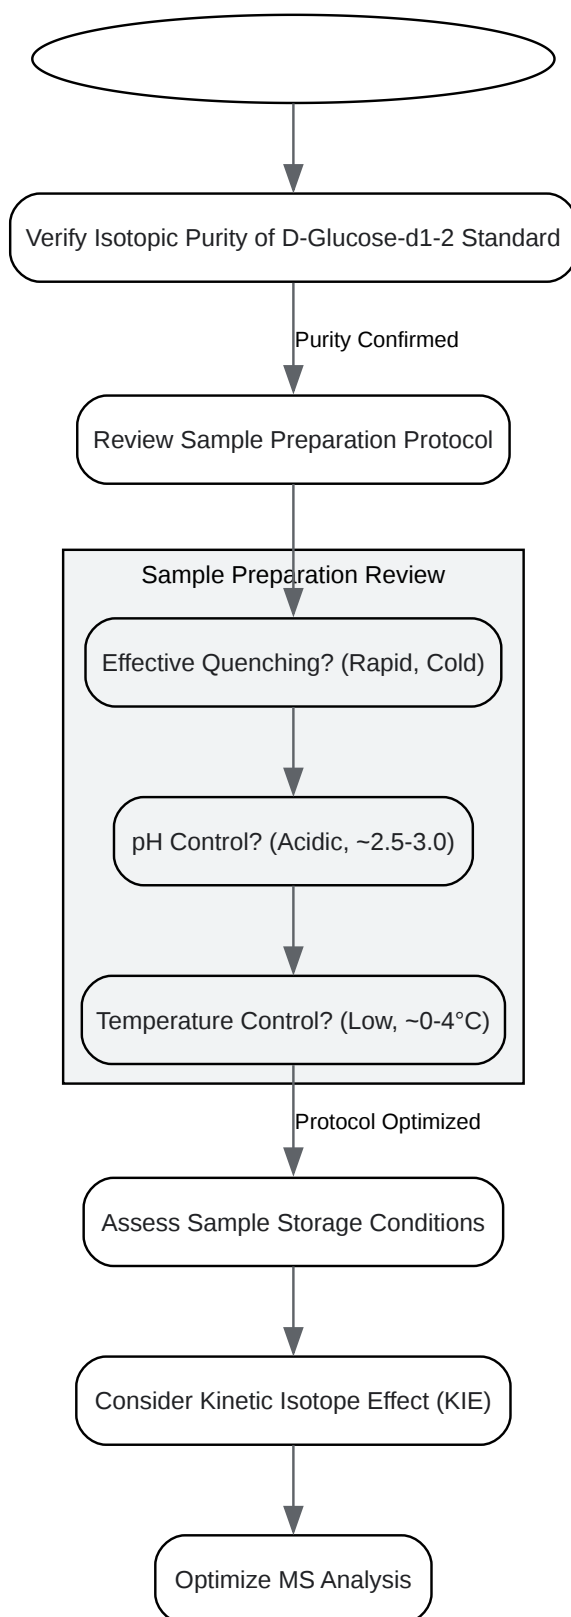 Verify Isotopic Purity of D-Glucose-d1-2 Standard
Purity Confirmed
Review Sample Preparation Protocol
Sample Preparation Review
Effective Quenching? (Rapid, Cold)
pH Control? (Acidic, ~2.5-3.0)
Temperature Control? (Low, ~0-4°C)
Protocol Optimized
Assess Sample Storage Conditions
Consider Kinetic Isotope Effect (KIE)
Optimize MS Analysis